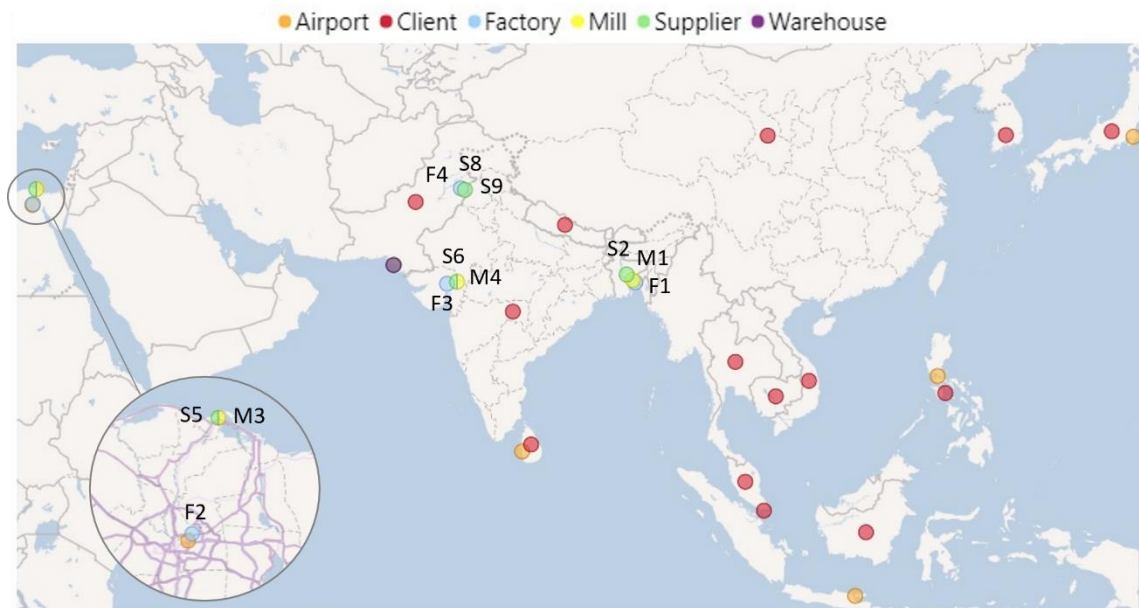 Airport Client Factory Mill Supplier Warehouse
S8
F4
S9
S6
M4
F3
S2
M1
F1
S5
M3
F2